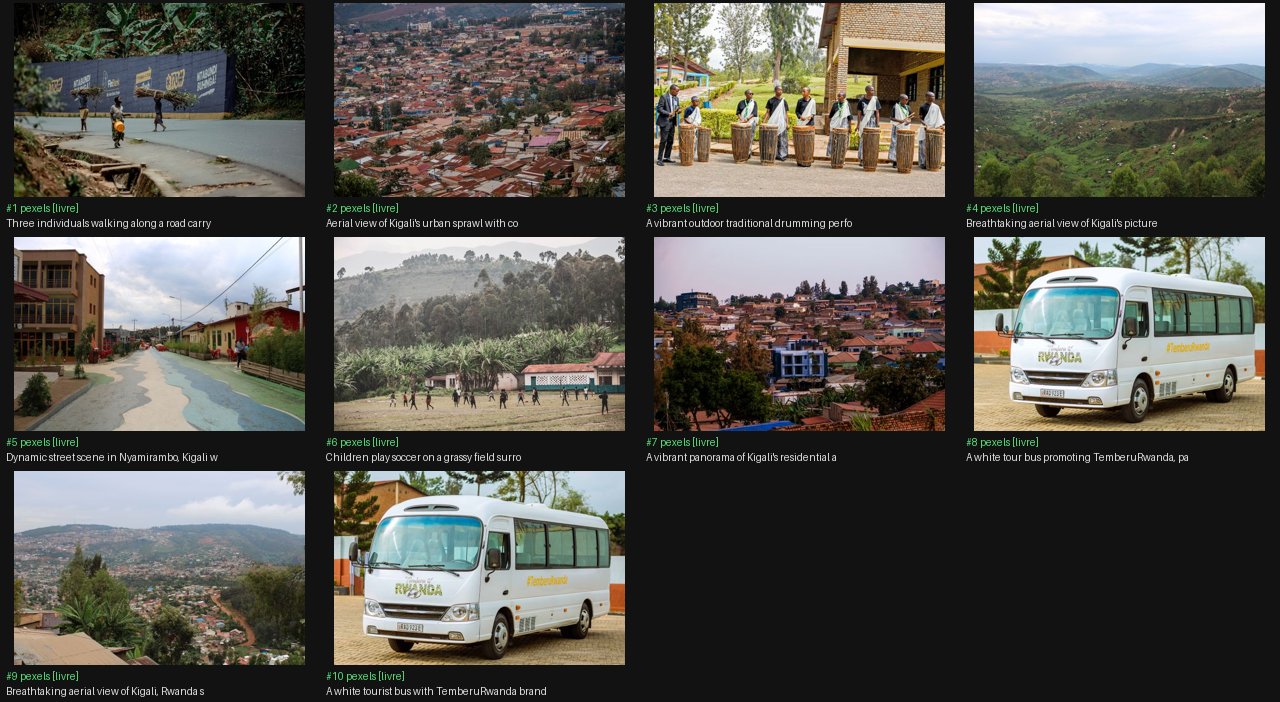 #1 pexels [livre]
Three individuals walking along a road carry
#2 pexels [livre]
Aerial view of Kigali's urban sprawl with co
#3 pexels [livre]
A vibrant outdoor traditional drumming perfo
#4 pexels [livre]
Breathtaking aerial view of Kigali's picture
#5 pexels [livre]
Dynamic street scene in Nyamirambo, Kigali w
#6 pexels [livre]
Children play soccer on a grassy field surro
#7 pexels [livre]
A vibrant panorama of Kigali's residential a
RWANDA
#TemberuRwanda
#8 pexels [livre]
A white tour bus promoting TemberuRwanda, pa
#9 pexels [livre]
Breathtaking aerial view of Kigali, Rwanda s
RWANDA
#TemberuRwanda
#10 pexels [livre]
A white tourist bus with TemberuRwanda brand